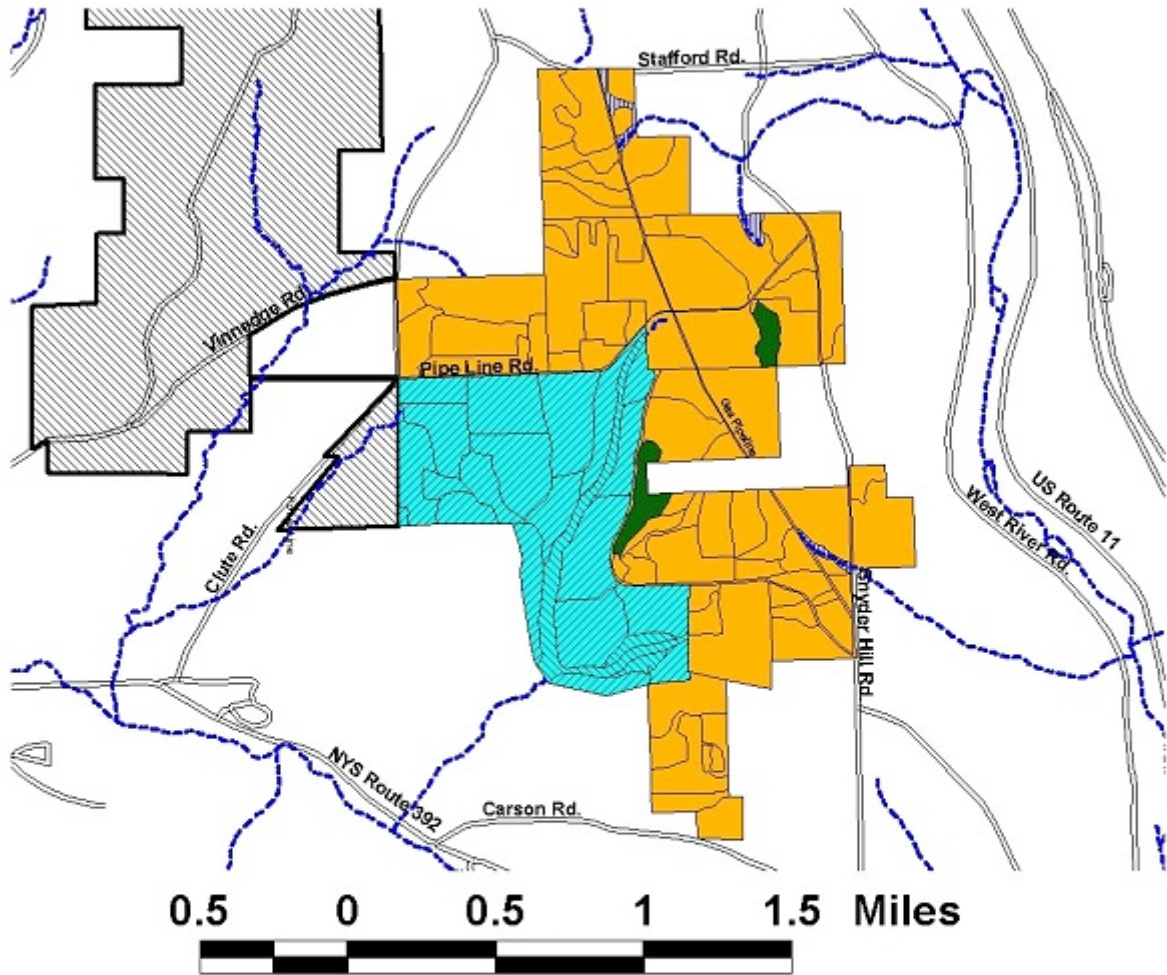 Stafford Rd.
Vinnedge Rd.
Pipe Line Rd.
Gas Pipeline
US Route 11
West River Rd.
Clute Rd.
Snyder Hill Rd.
NYS Route 392
Carson Rd.
0.5 0 0.5 1 1.5 Miles